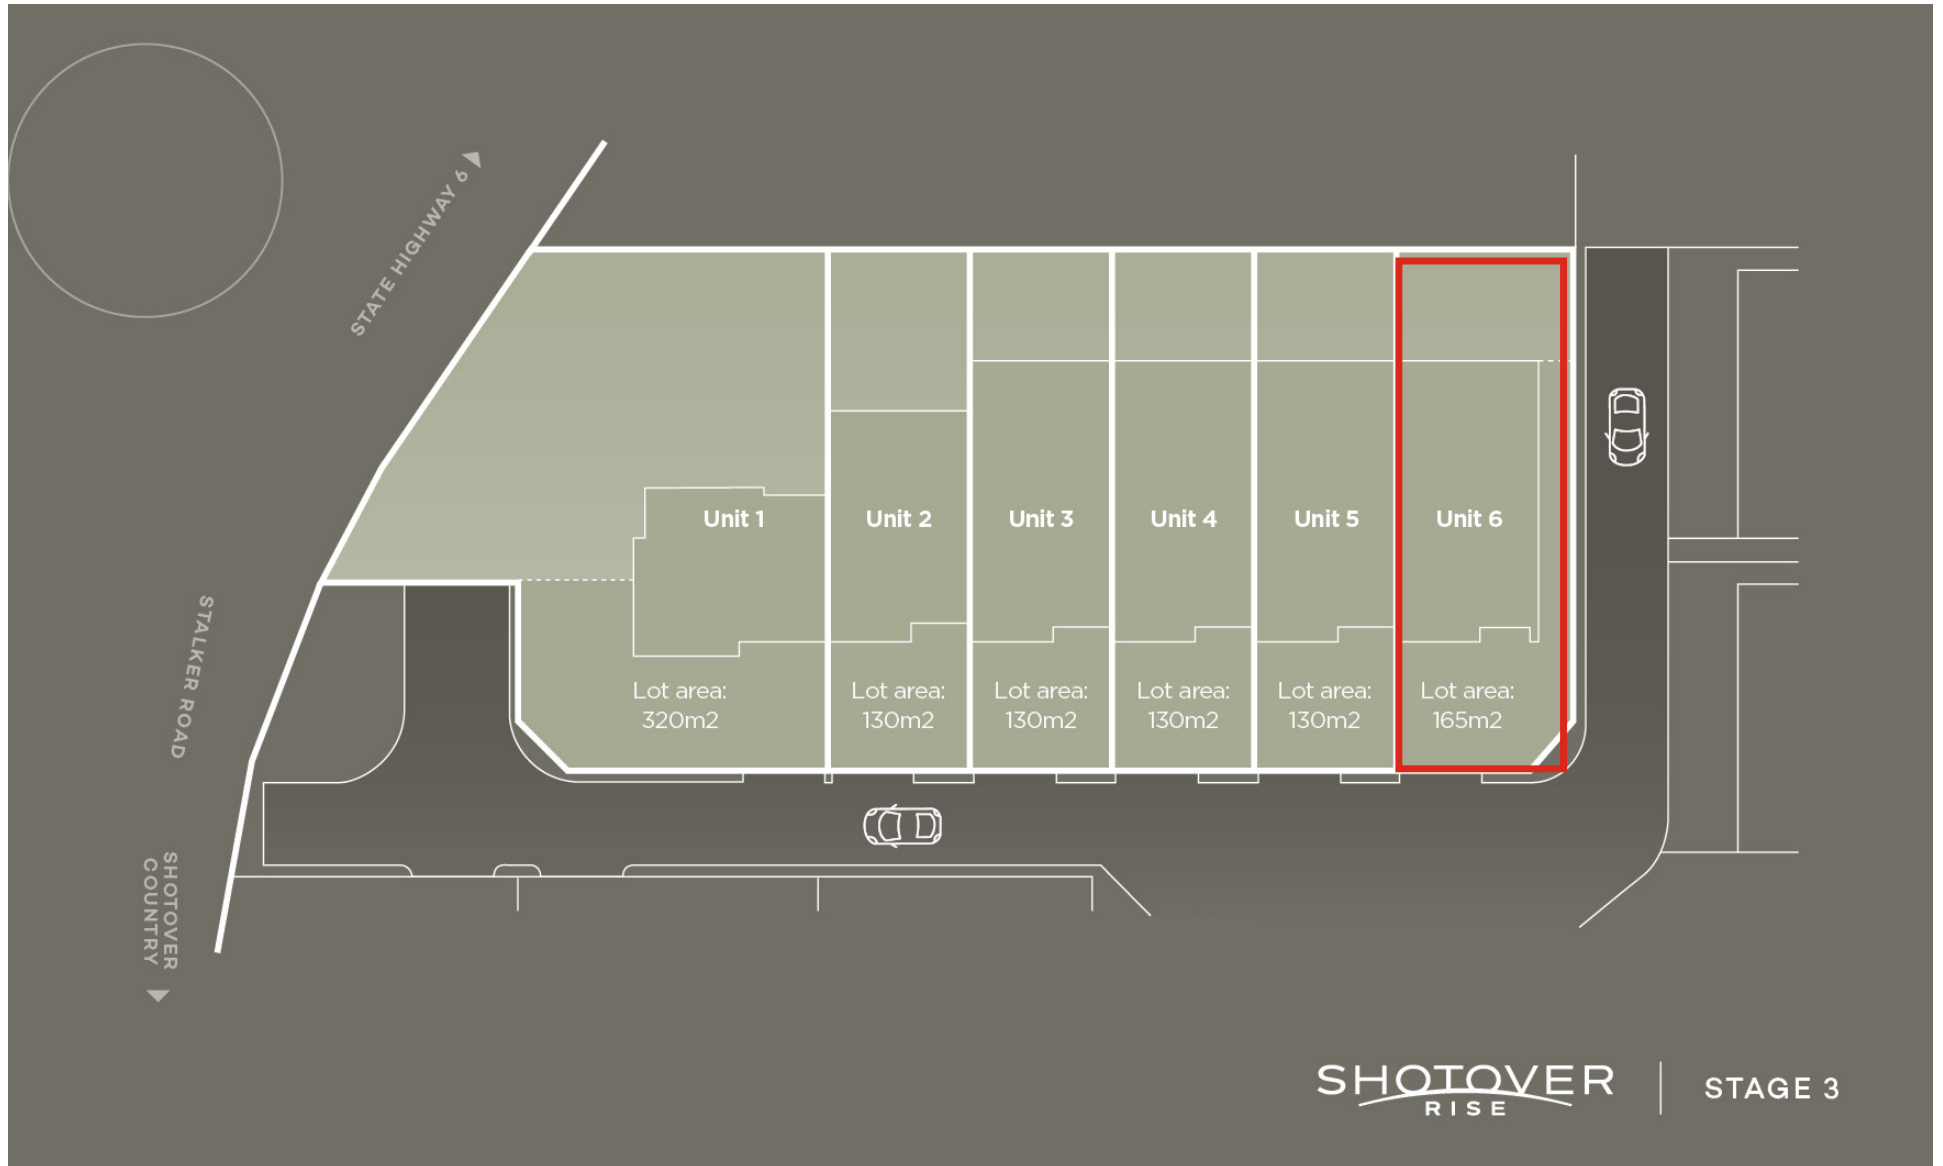 STATE HIGHWAY 6
STALKER ROAD
SHOTOVER
COUNTRY
Unit 1
Unit 2
Unit 3
Unit 4
Unit 5
Unit 6
Lot area:
320m2
Lot area:
130m2
Lot area:
130m2
Lot area:
130m2
Lot area:
130m2
Lot area:
165m2
SHOTOVER
RISE
STAGE 3